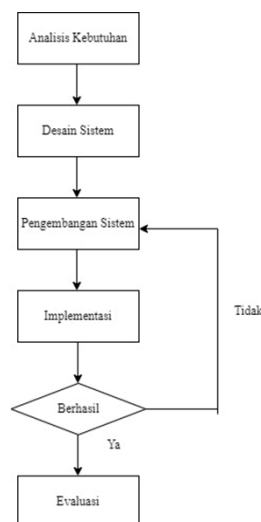 Analisis Kebutuhan
Desain Sistem
Pengembangan Sistem
Implementasi
Tidak
Berhasil
Ya
Evaluasi